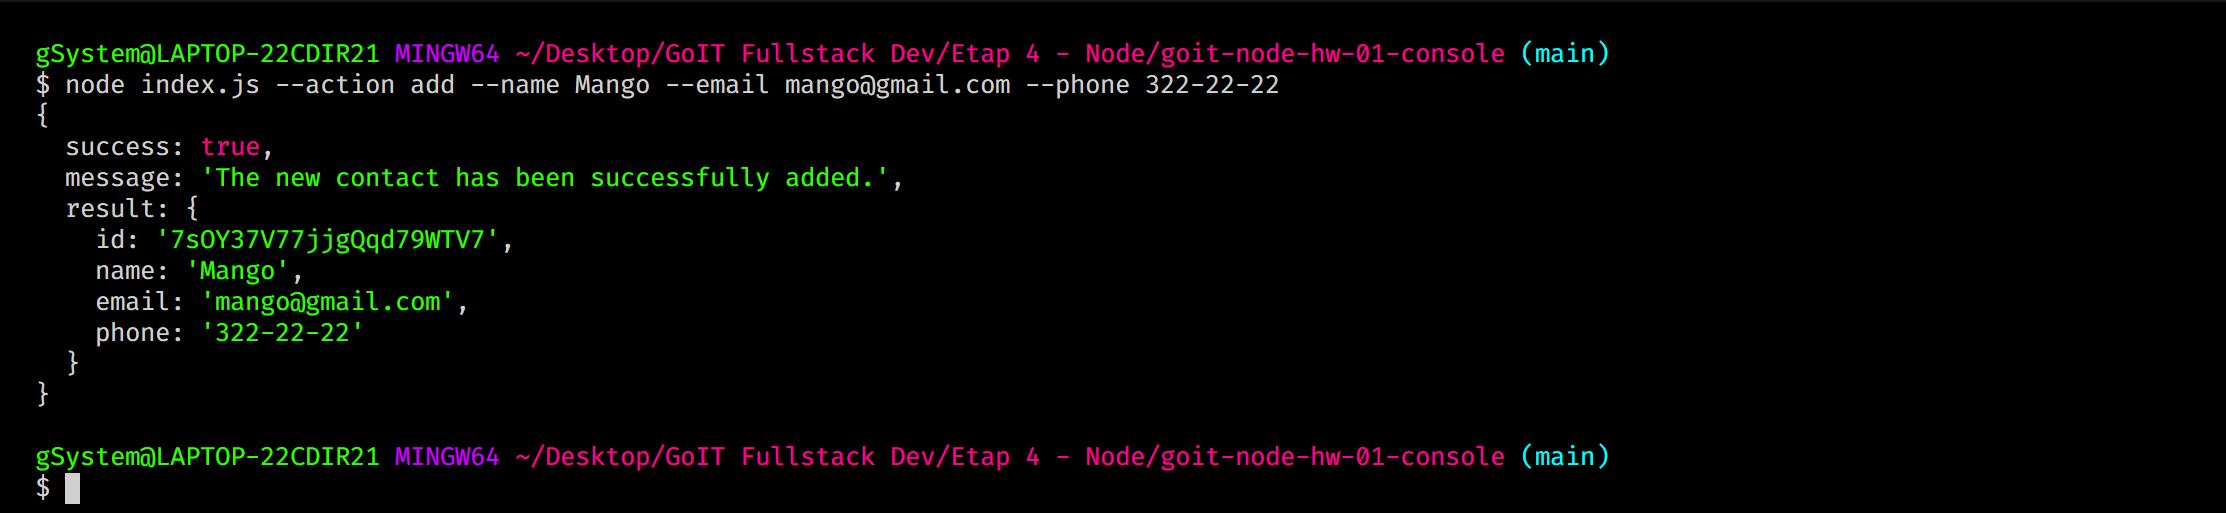 gSystem@LAPTOP-22CDIR21 MINGW64 ~/Desktop/GoIT Fullstack Dev/Etap 4 - Node/goit-node-hw-01-console (main)
$ node index.js --action add --name Mango --email mango@gmail.com --phone 322-22-22
{
  success: true,
  message: 'The new contact has been successfully added.',
  result: {
    id: '7sOY37V77jjgQqd79WTV7',
    name: 'Mango',
    email: 'mango@gmail.com',
    phone: '322-22-22'
  }
}
gSystem@LAPTOP-22CDIR21 MINGW64 ~/Desktop/GoIT Fullstack Dev/Etap 4 - Node/goit-node-hw-01-console (main)
$